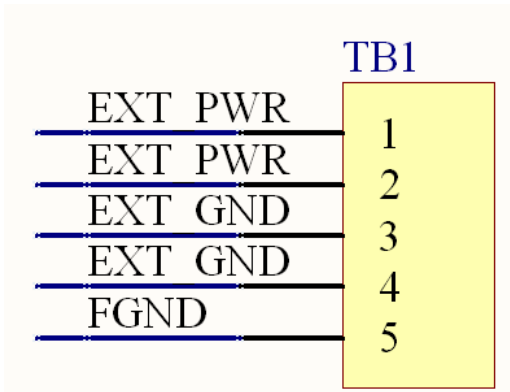 TB1
EXT PWR 1
EXT PWR 2
EXT GND 3
EXT GND 4
FGND 5